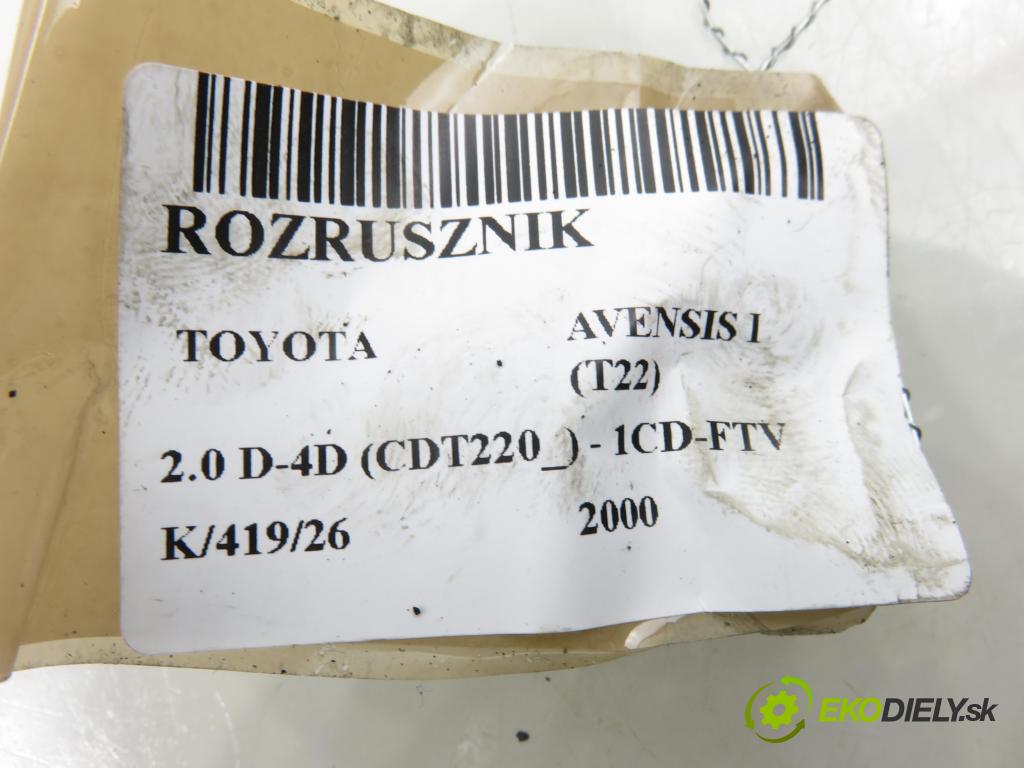 ROZRUSZNIK
TOYOTA
AVENSIS I
(T22)
2.0 D-4D (CDT220_) - 1CD-FTV
K/419/26
2000
EKODIELY.sk